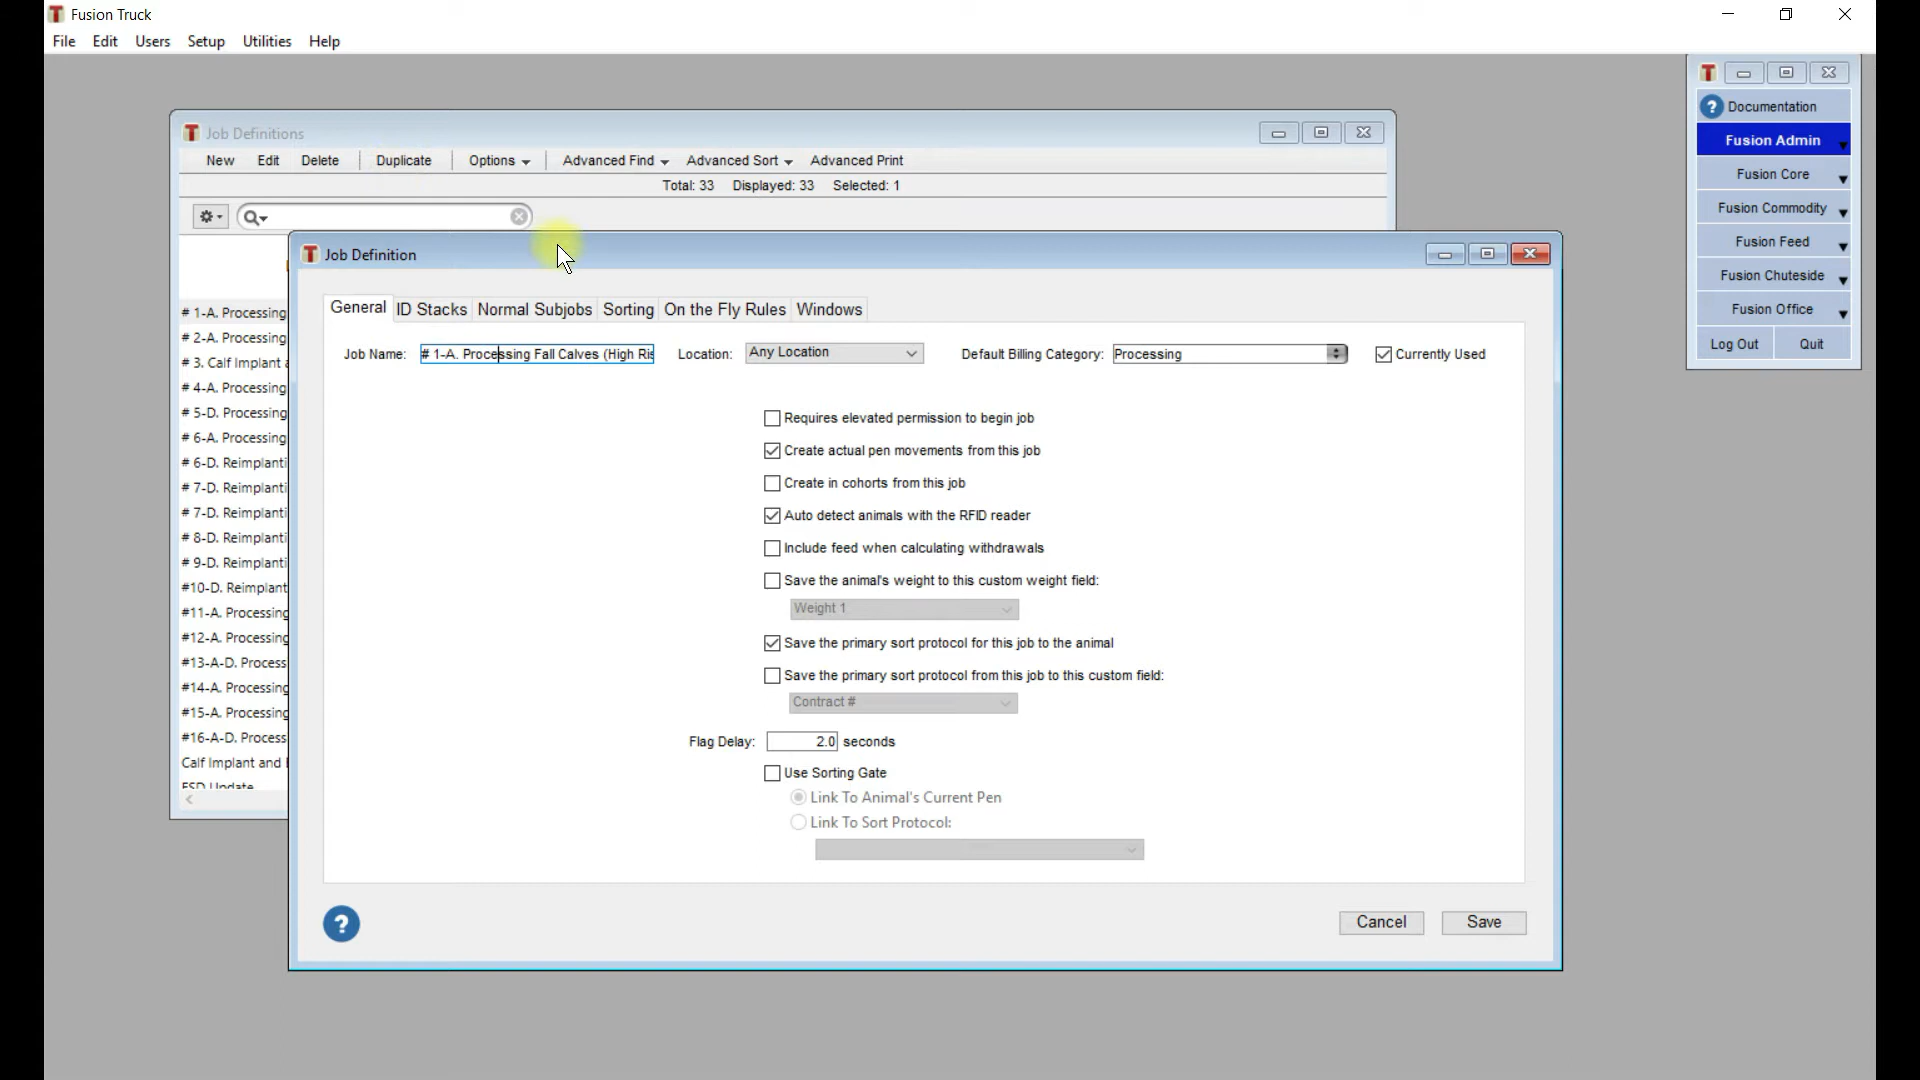 Fusion Truck
File Edit Users Setup Utilities Help
Documentation
Fusion Admin
Fusion Core
Fusion Commodity
Fusion Feed
Fusion Chuteside
Fusion Office
Log Out Quit
Job Definitions
New Edit Delete Duplicate Options Advanced Find Advanced Sort Advanced Print
Total: 33 Displayed: 33 Selected: 1
# 1-A. Processing
# 2-A. Processing
# 3. Calf Implant
# 4-A. Processing
# 5-D. Processing
# 6-A. Processing
# 6-D. Reimplanti
# 7-D. Reimplanti
# 7-D. Reimplanti
# 8-D. Reimplanti
# 9-D. Reimplanti
#10-D. Reimplant
#11-A. Processing
#12-A. Processing
#13-A-D. Process
#14-A. Processing
#15-A. Processing
#16-A-D. Process
Calf Implant and
FSD Update
Job Definition
General ID Stacks Normal Subjobs Sorting On the Fly Rules Windows
Job Name: # 1-A. Processing Fall Calves (High Ris Location: Any Location Default Billing Category: Processing Currently Used
Requires elevated permission to begin job
Create actual pen movements from this job
Create in cohorts from this job
Auto detect animals with the RFID reader
Include feed when calculating withdrawals
Save the animal's weight to this custom weight field:
Weight 1
Save the primary sort protocol for this job to the animal
Save the primary sort protocol from this job to this custom field:
Contract #
Flag Delay: 2.0 seconds
Use Sorting Gate
Link To Animal's Current Pen
Link To Sort Protocol:
Cancel Save